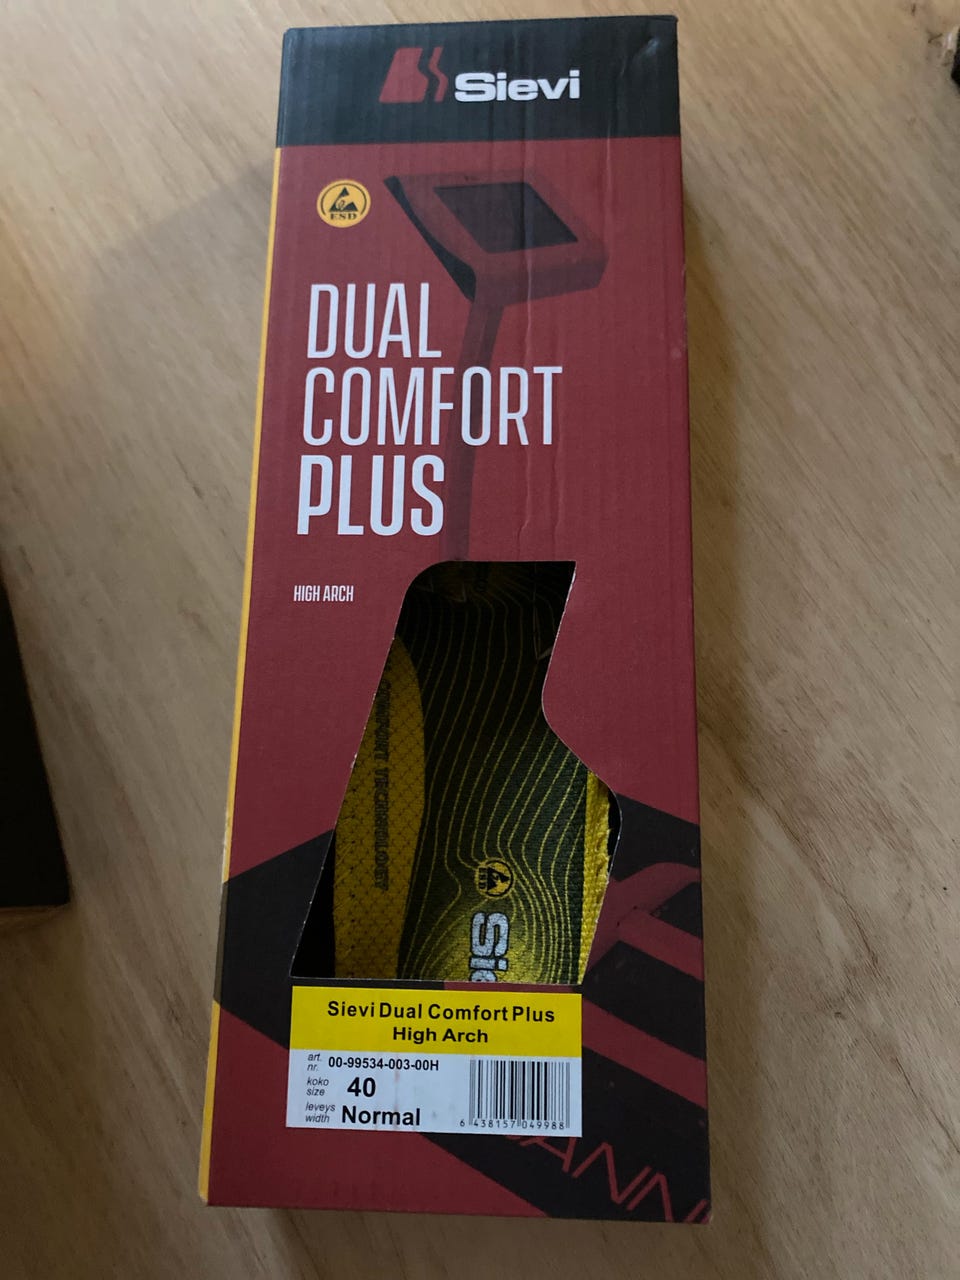 Sievi
ESD
DUAL
COMFORT
PLUS
HIGH ARCH
COMFORT TECHNOLOGY
ESD
Sie
Sievi Dual Comfort Plus
High Arch
art. nr. 00-99534-003-00H
koko size 40
leveys width Normal
6 438157 049988